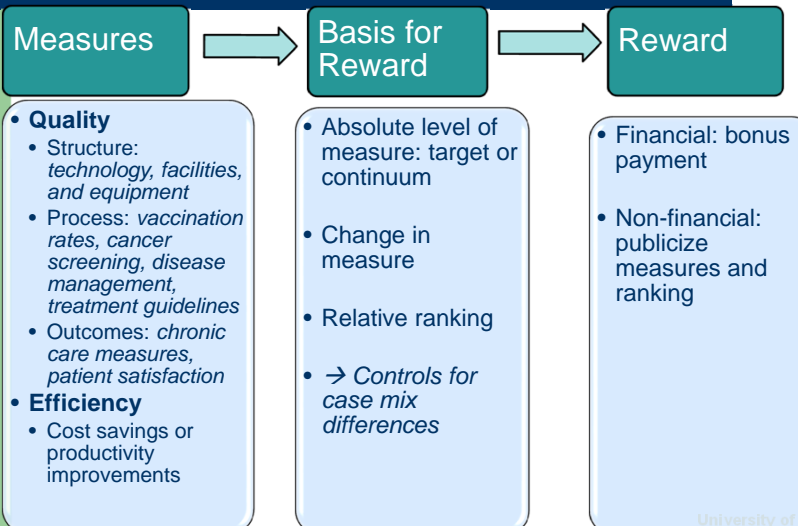 Measures
• Quality
• Structure:
technology, facilities,
and equipment
• Process: vaccination
rates, cancer
screening, disease
management,
treatment guidelines
• Outcomes: chronic
care measures,
patient satisfaction
• Efficiency
• Cost savings or
productivity
improvements
Basis for
Reward
• Absolute level of
measure: target or
continuum
• Change in
measure
• Relative ranking
• → Controls for
case mix
differences
Reward
• Financial: bonus
payment
• Non-financial:
publicize
measures and
ranking
University of